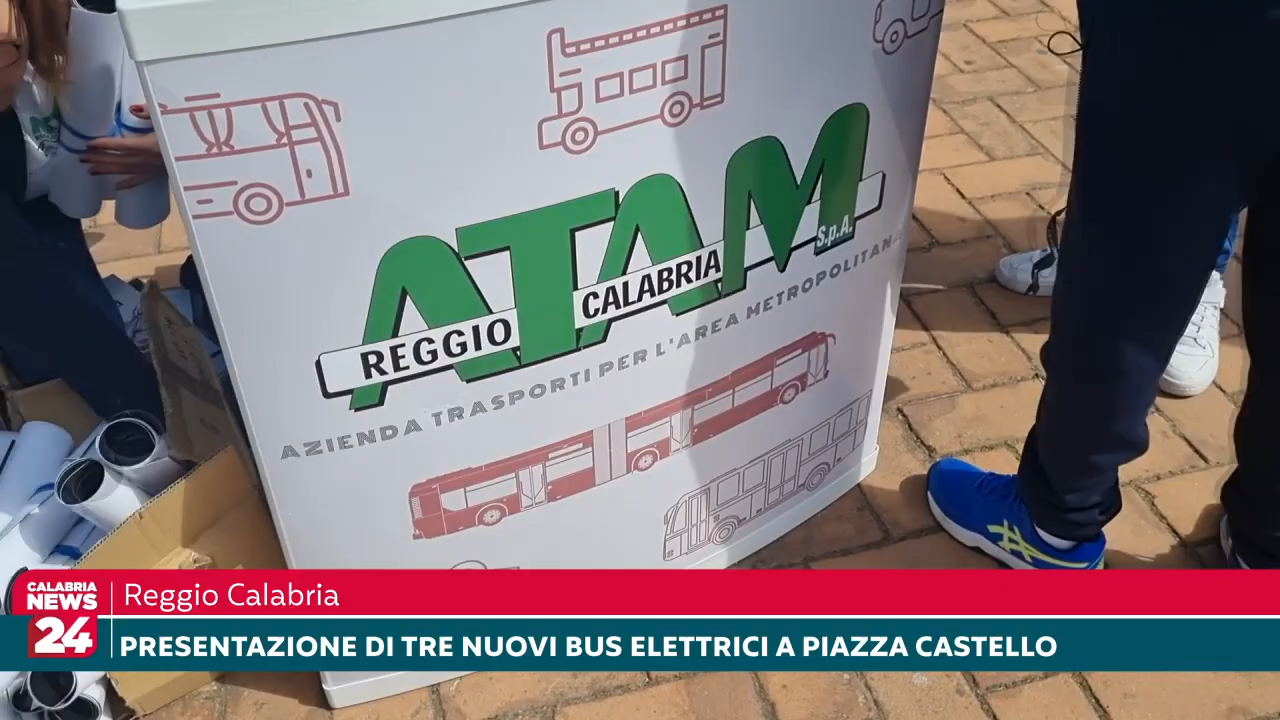 ATAM
S.p.A.
REGGIO CALABRIA
AZIENDA TRASPORTI PER L'AREA METROPOLITANA
CALABRIA
NEWS
24
Reggio Calabria
PRESENTAZIONE DI TRE NUOVI BUS ELETTRICI A PIAZZA CASTELLO